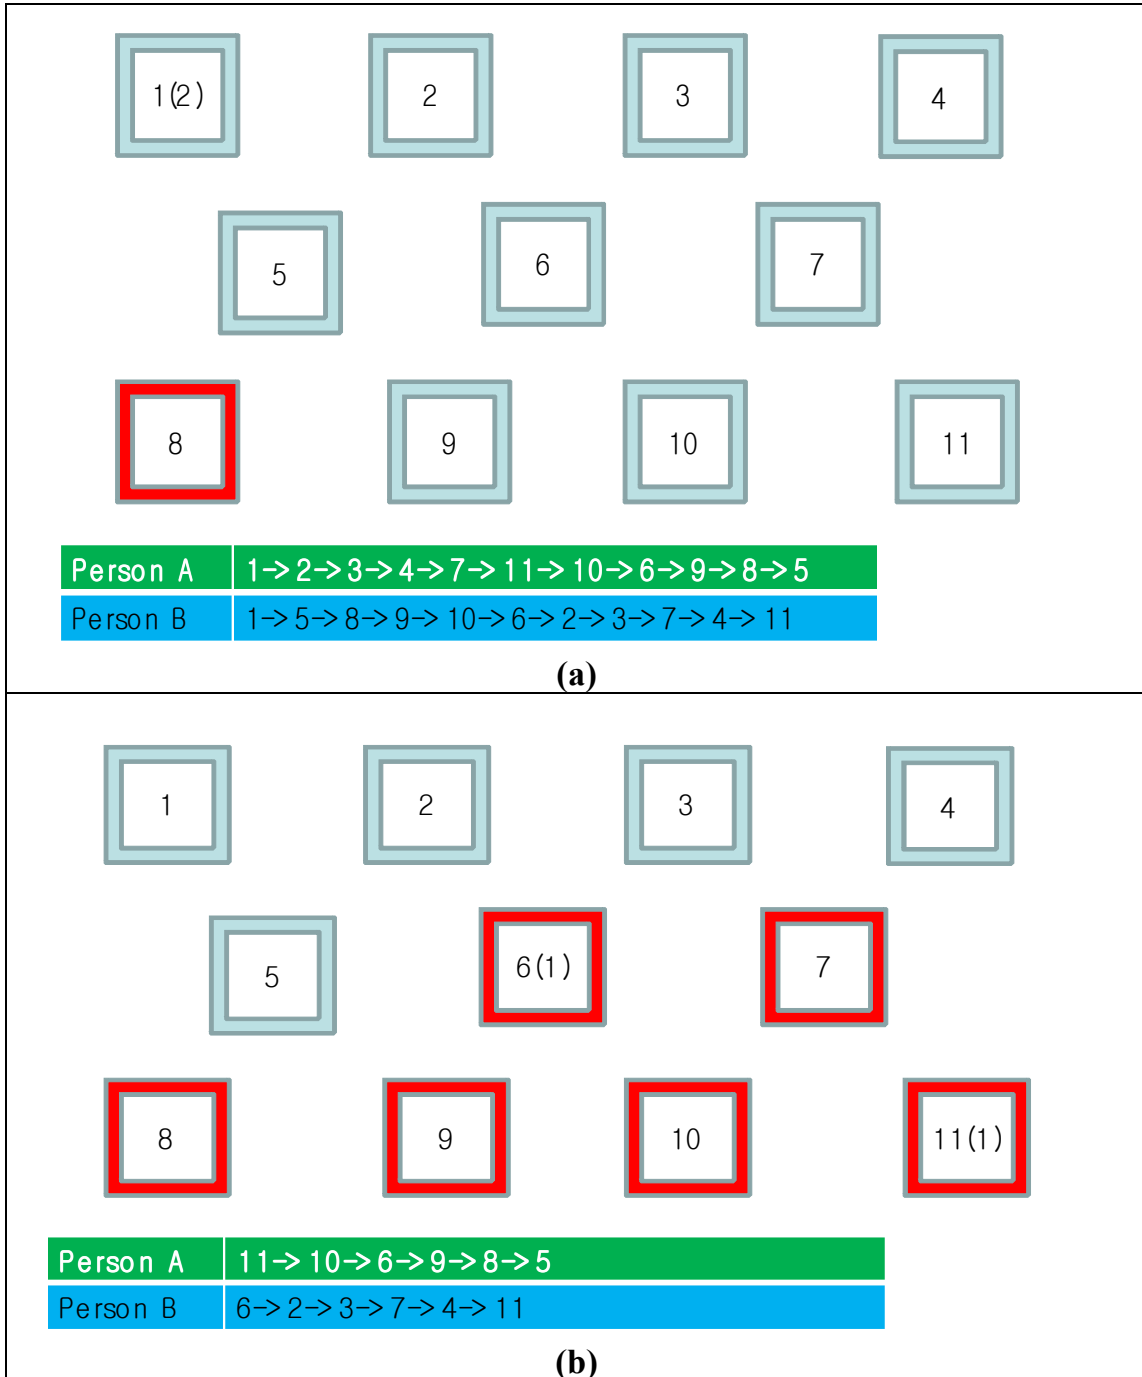 1(2) 2 3 4
5 6 7
8 9 10 11
Person A 1->2->3->4->7->11->10->6->9->8->5
Person B 1->5->8->9->10->6->2->3->7->4->11
(a)
1 2 3 4
5 6(1) 7
8 9 10 11(1)
Person A 11->10->6->9->8->5
Person B 6->2->3->7->4->11
(b)